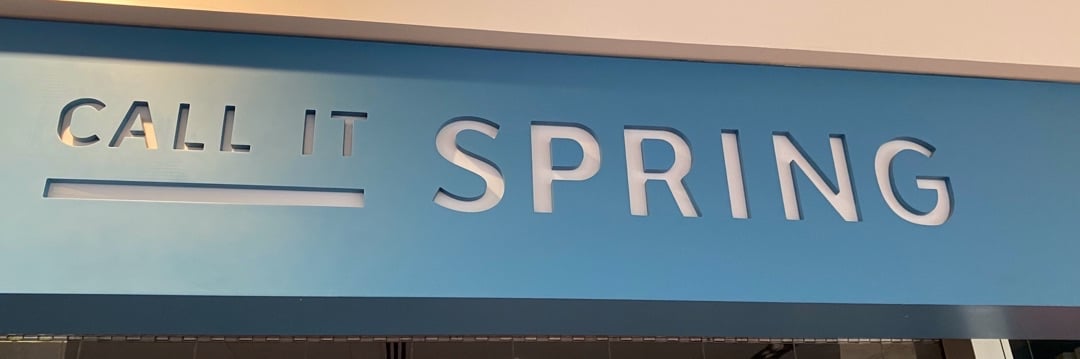 CALL IT SPRING